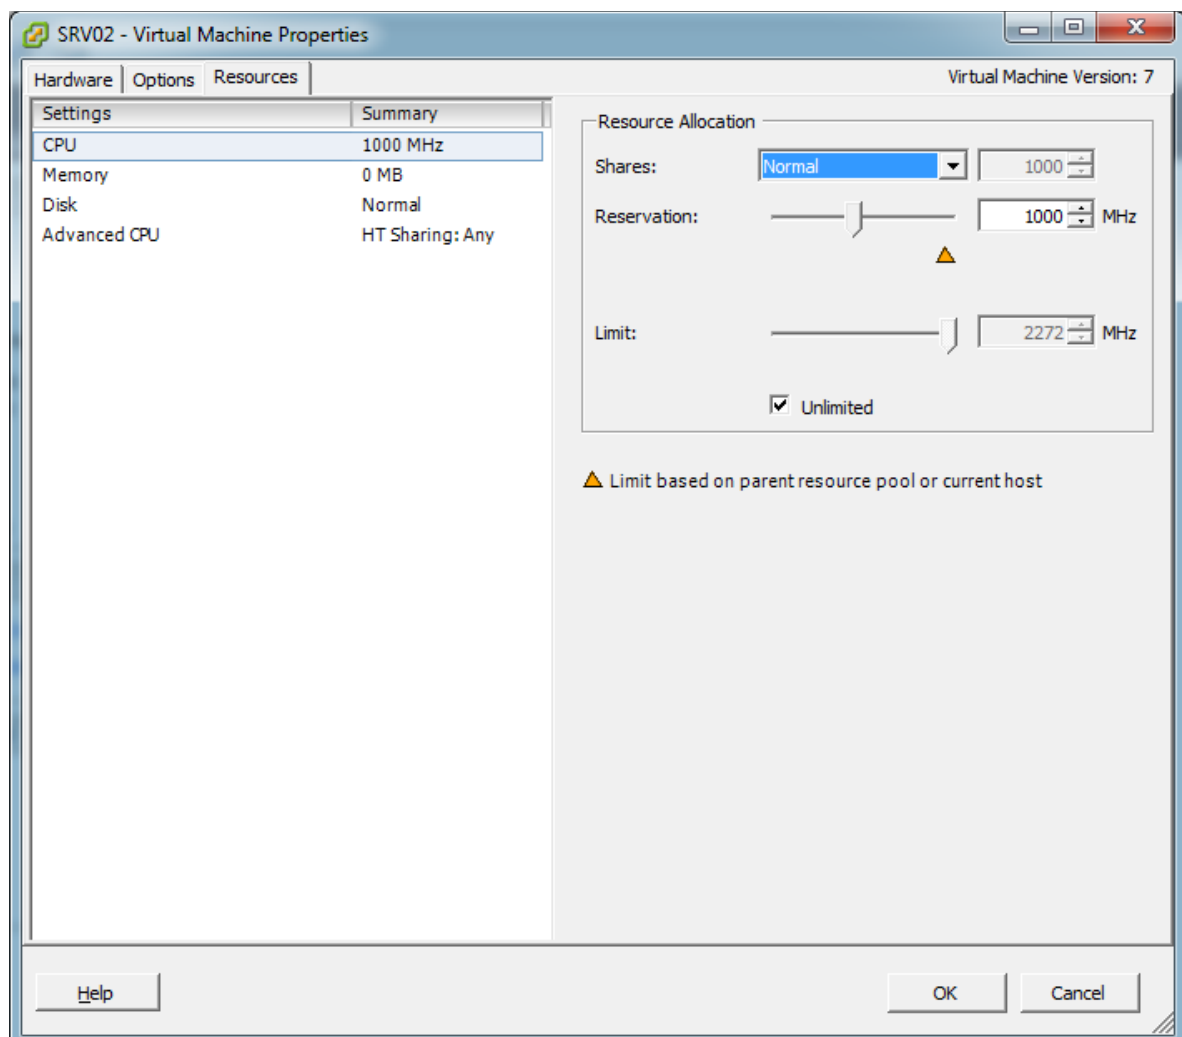 SRV02 - Virtual Machine Properties
Hardware Options Resources Virtual Machine Version: 7
Settings Summary
CPU 1000 MHz
Memory 0 MB
Disk Normal
Advanced CPU HT Sharing: Any
Resource Allocation
Shares: Normal 1000
Reservation: 1000 MHz
Limit: 2272 MHz
Unlimited
Limit based on parent resource pool or current host
Help OK Cancel